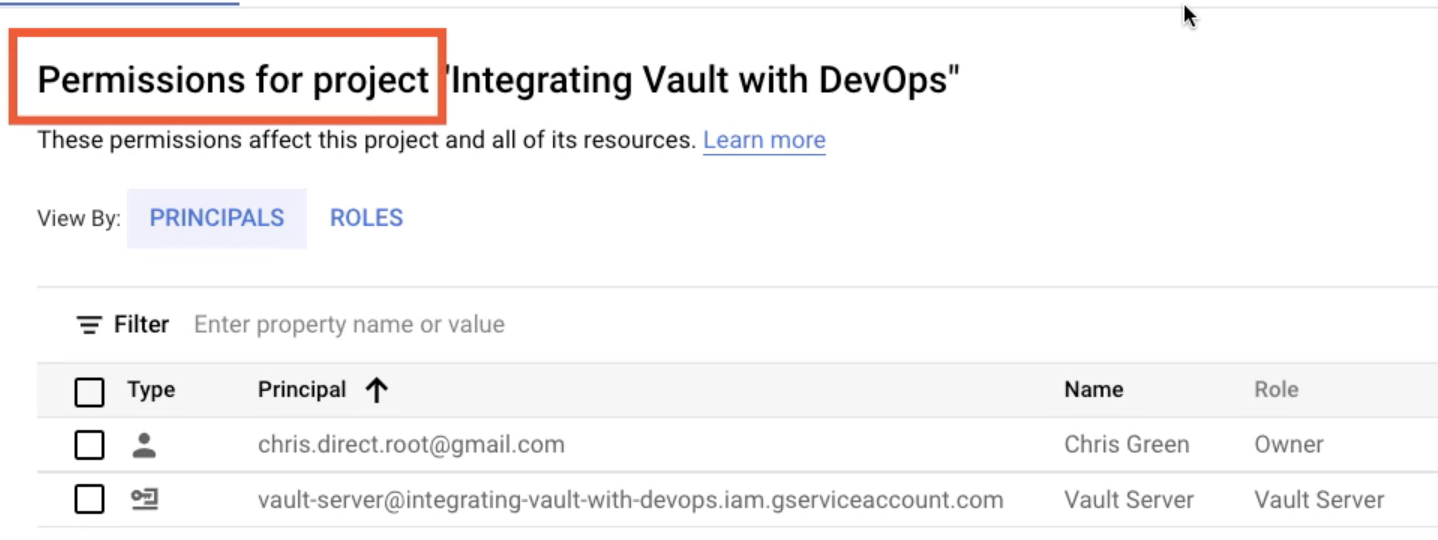 Permissions for project "Integrating Vault with DevOps"
These permissions affect this project and all of its resources. Learn more
View By: PRINCIPALS ROLES
Filter Enter property name or value
Type Principal Name Role
chris.direct.root@gmail.com Chris Green Owner
vault-server@integrating-vault-with-devops.iam.gserviceaccount.com Vault Server Vault Server